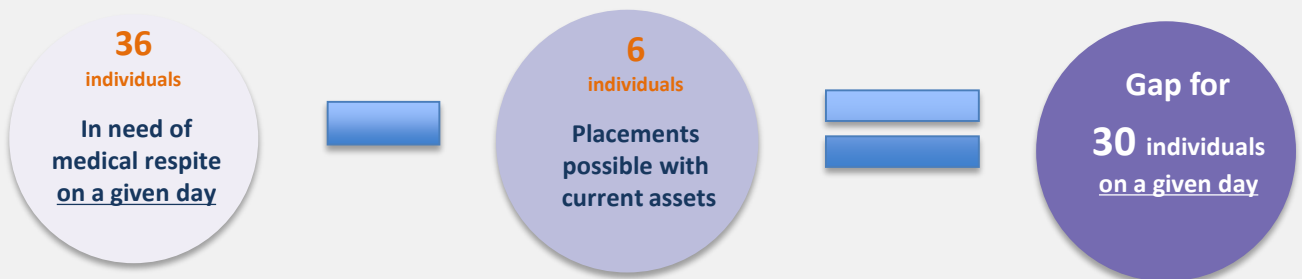 36
individuals
In need of
medical respite
on a given day
6
individuals
Placements
possible with
current assets
Gap for
30 individuals
on a given day